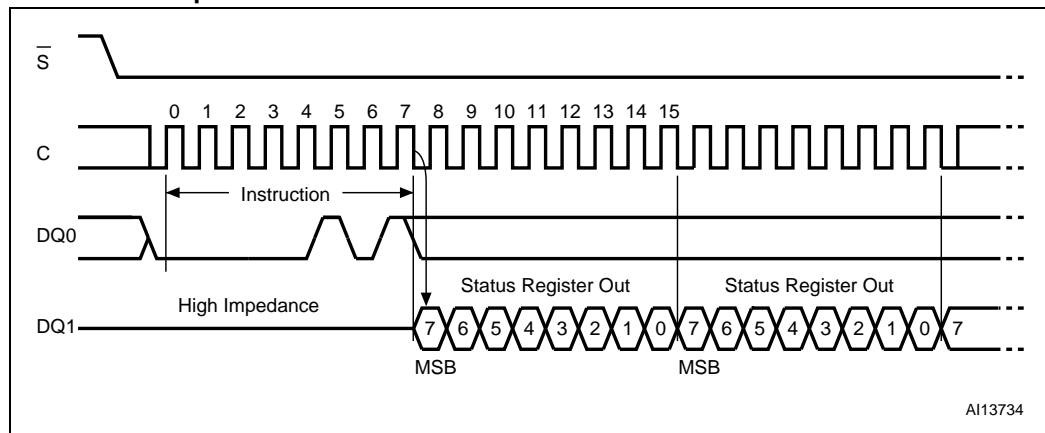 S
0 1 2 3 4 5 6 7 8 9 10 11 12 13 14 15
C
Instruction
DQ0
Status Register Out Status Register Out
High Impedance
DQ1 7 6 5 4 3 2 1 0 7 6 5 4 3 2 1 0 7
MSB MSB
AI13734